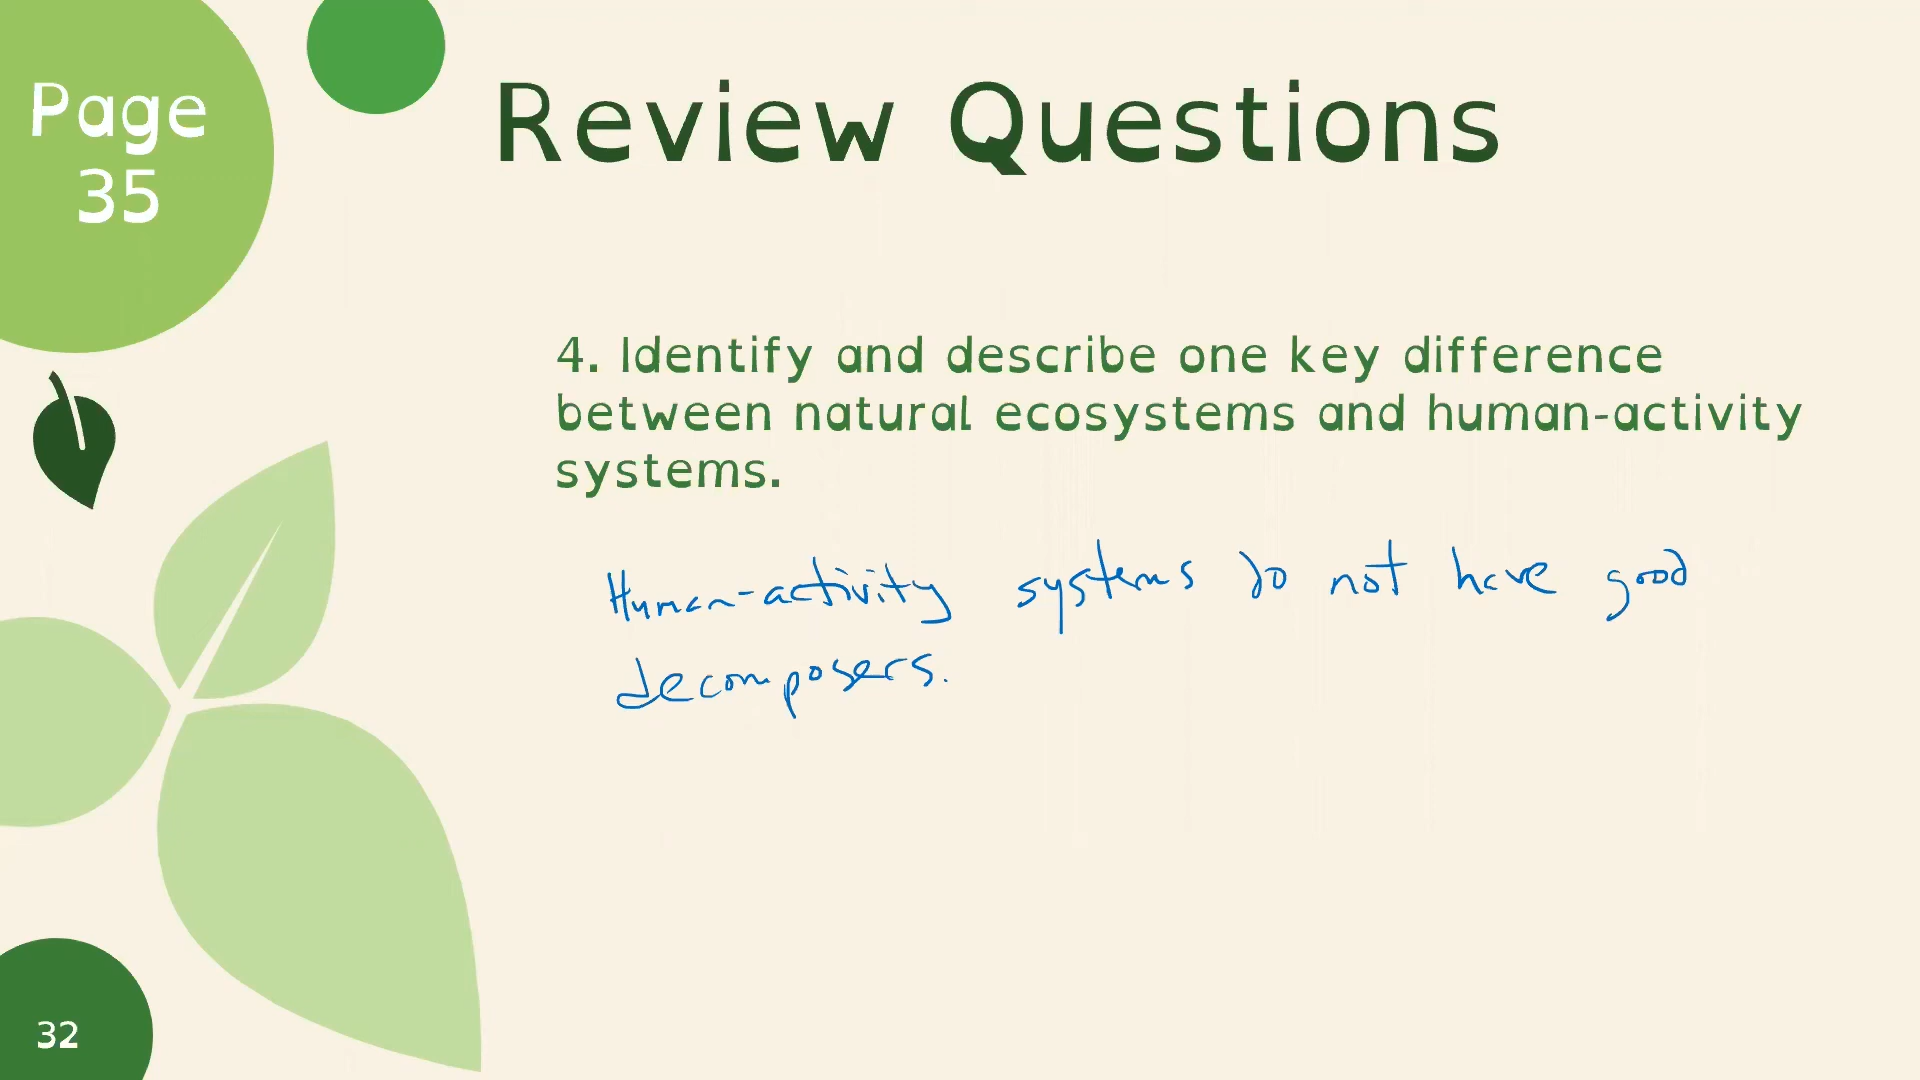 Page
35
Review Questions
4. Identify and describe one key difference
between natural ecosystems and human-activity
systems.
Human-activity systems do not have good
decomposers.
32